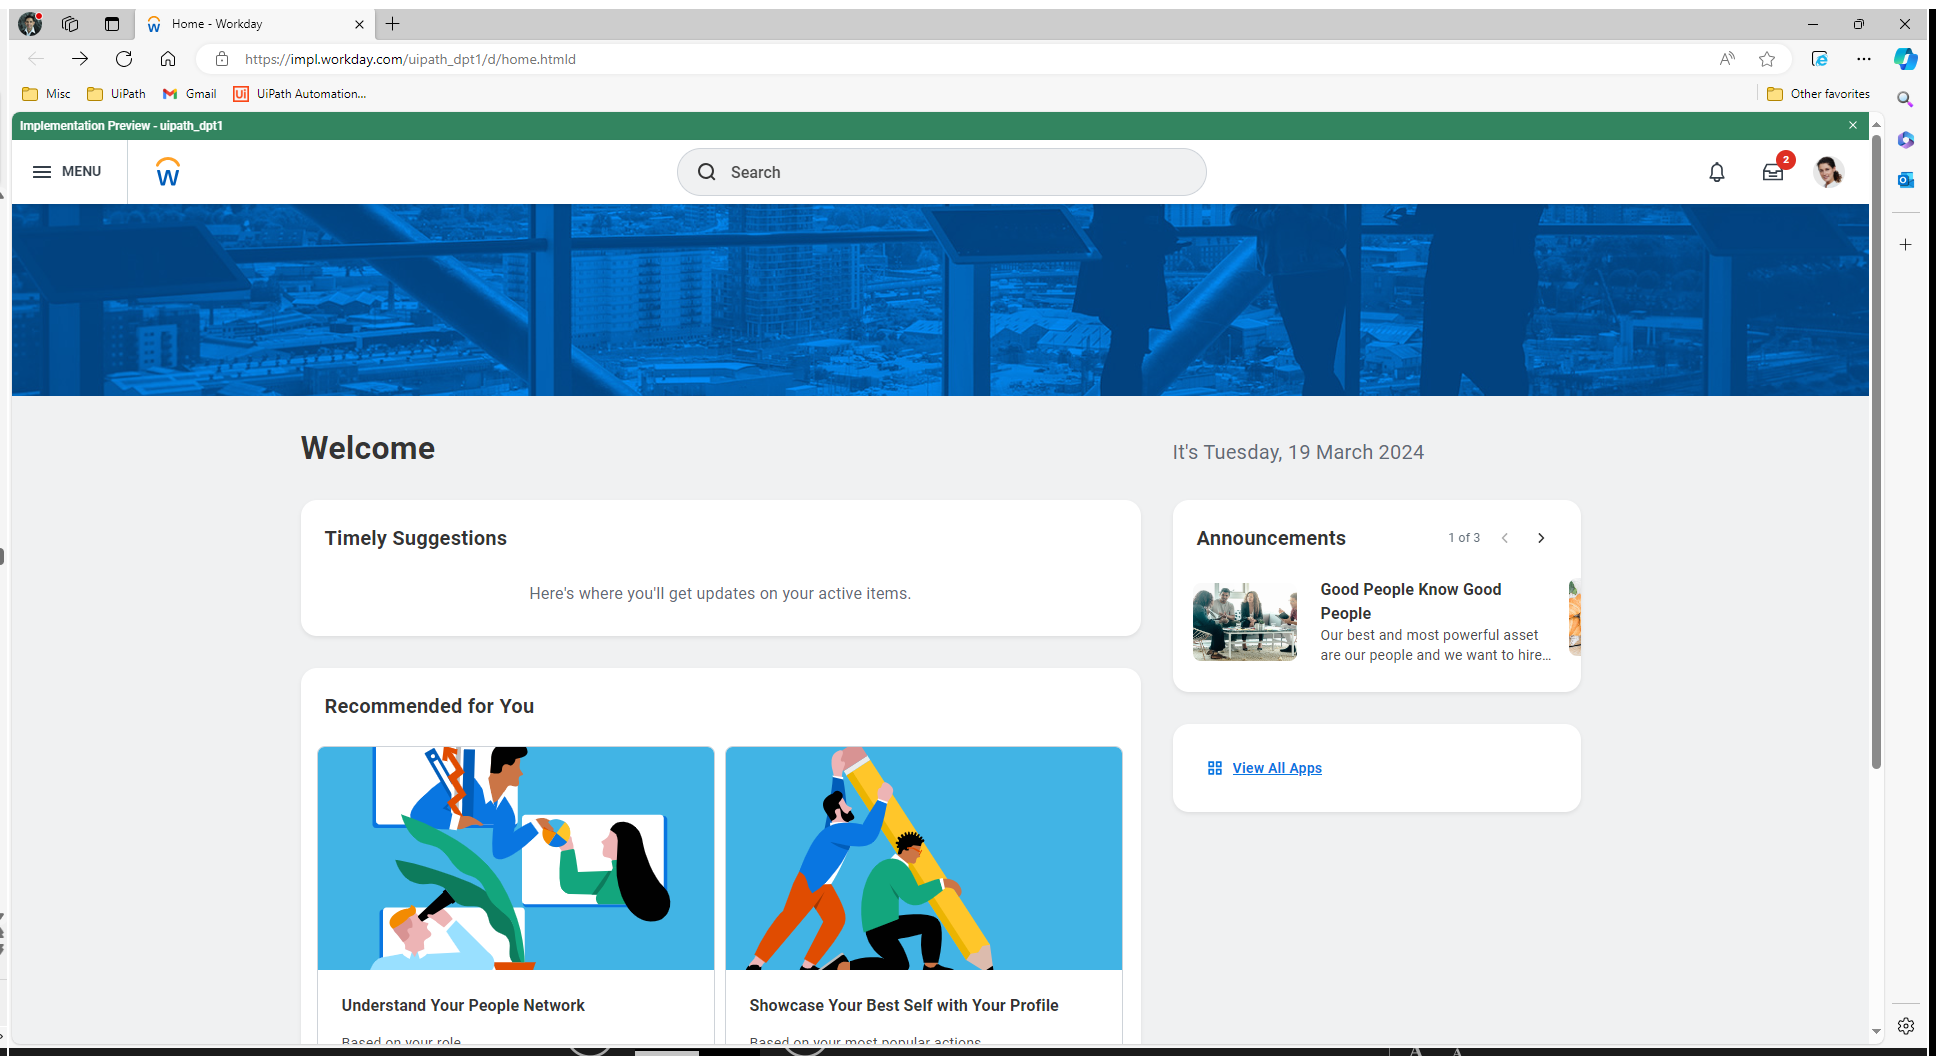 Home - Workday
https://impl.workday.com/uipath_dpt1/d/home.htmld
Misc
UiPath
Gmail
UiPath Automation...
Other favorites
Implementation Preview - uipath_dpt1
MENU
Search
2
Welcome
It's Tuesday, 19 March 2024
Timely Suggestions
Here's where you'll get updates on your active items.
Announcements
1 of 3
Good People Know Good
People
Our best and most powerful asset
are our people and we want to hire...
Recommended for You
View All Apps
Understand Your People Network
Based on your role
Showcase Your Best Self with Your Profile
Based on your most popular actions